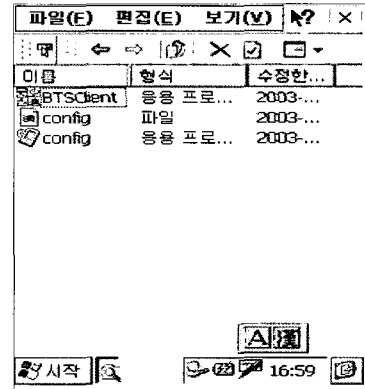 파일(F) 편집(E) 보기(V)
이름 형식 수정한...
BTSClient 응용 프로... 2003-...
config 파일 2003-...
config 응용 프로... 2003-...
A 漢
시작 16:59